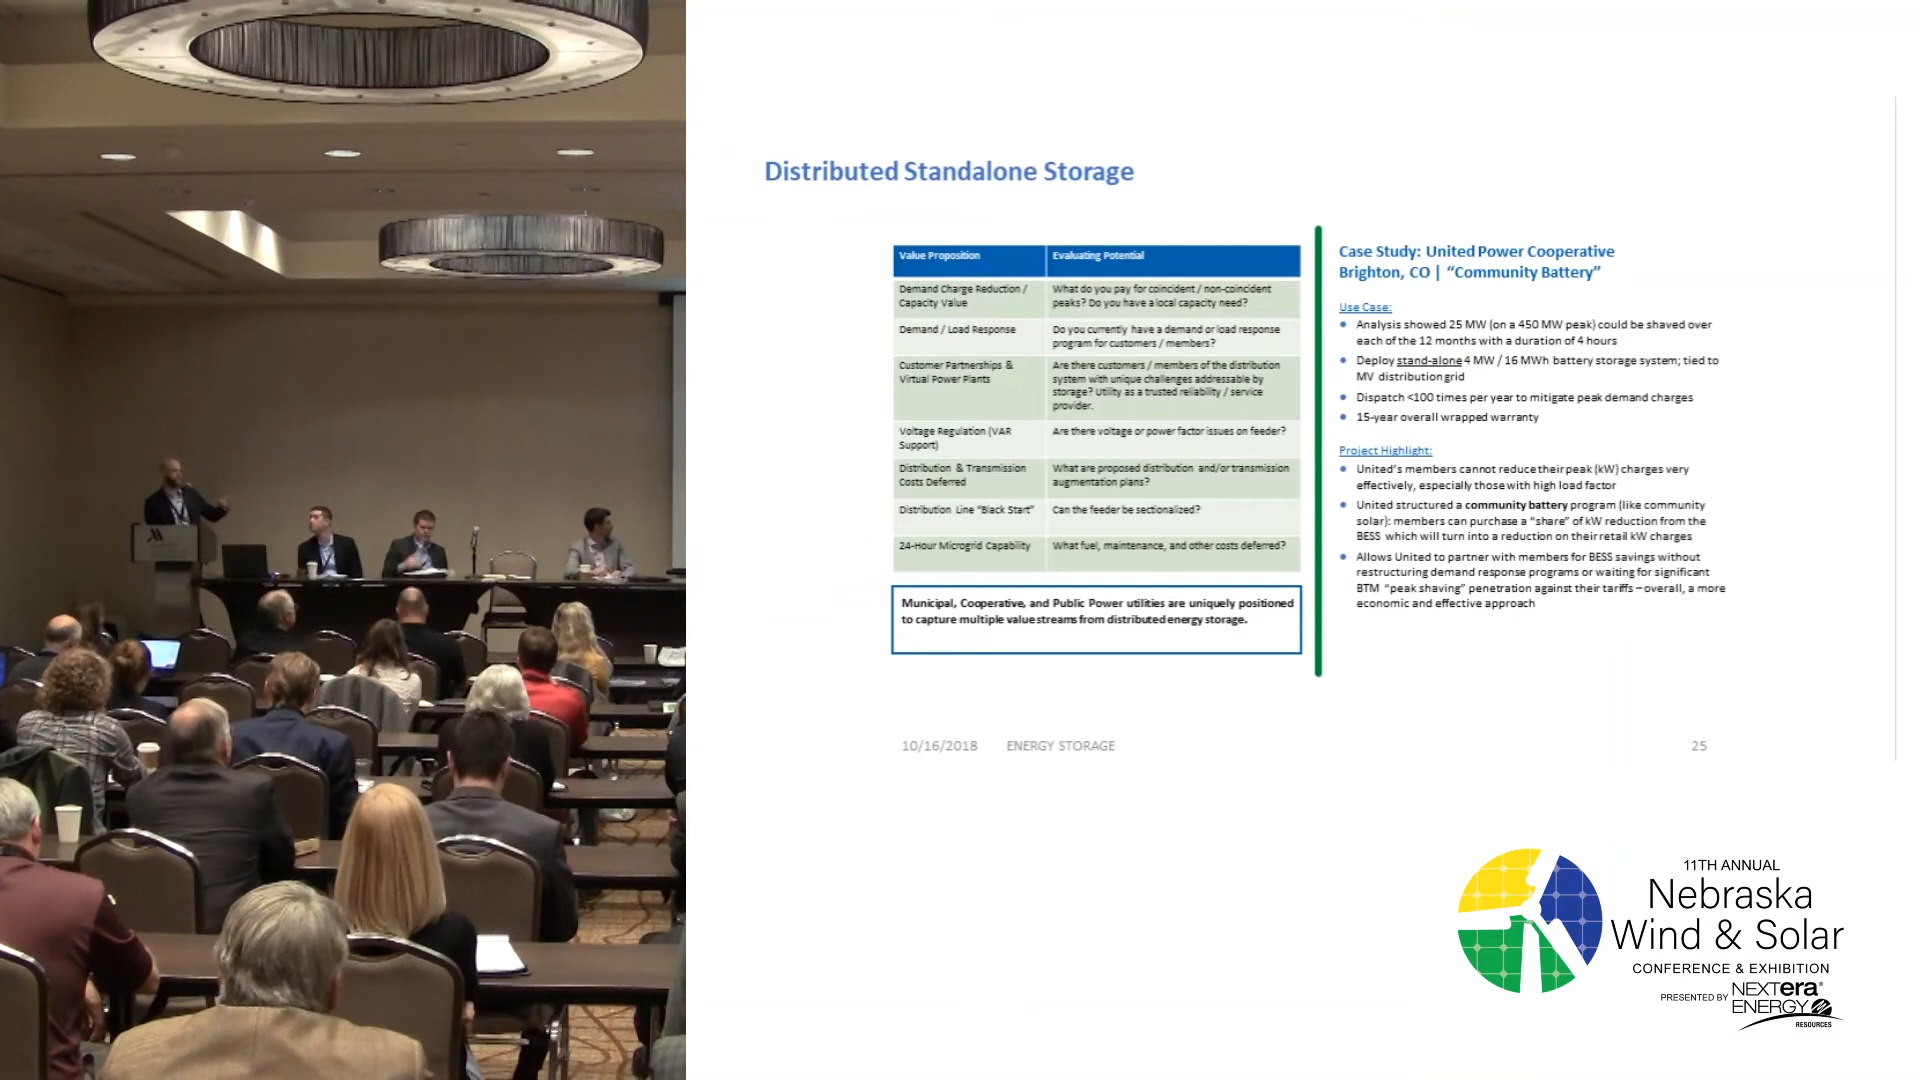 Distributed Standalone Storage
Value Proposition
Evaluating Potential
Demand Charge Reduction /
Capacity Value
What do you pay for coincident / non-coincident
peaks? Do you have a local capacity need?
Demand / Load Response
Do you currently have a demand or load response
program for customers / members?
Customer Partnerships &
Virtual Power Plants
Are there customers / members of the distribution
system with unique challenges addressable by
storage? Utility as a trusted reliability / service
provider.
Voltage Regulation (VAR
Support)
Are there voltage or power factor issues on feeder?
Distribution & Transmission
Costs Deferred
What are proposed distribution and/or transmission
augmentation plans?
Distribution Line "Black Start"
Can the feeder be sectionalized?
24-Hour Microgrid Capability
What fuel, maintenance, and other costs deferred?
Municipal, Cooperative, and Public Power utilities are uniquely positioned
to capture multiple value streams from distributed energy storage.
Case Study: United Power Cooperative
Brighton, CO | “Community Battery”
Use Case:
Analysis showed 25 MW (on a 450 MW peak) could be shaved over
each of the 12 months with a duration of 4 hours
Deploy stand-alone 4 MW / 16 MWh battery storage system; tied to
MV distribution grid
Dispatch <100 times per year to mitigate peak demand charges
15-year overall wrapped warranty
Project Highlight:
United's members cannot reduce their peak (kW) charges very
effectively, especially those with high load factor
United structured a community battery program (like community
solar): members can purchase a “share” of kW reduction from the
BESS which will turn into a reduction on their retail kW charges
Allows United to partner with members for BESS savings without
restructuring demand response programs or waiting for significant
BTM “peak shaving” penetration against their tariffs – overall, a more
economic and effective approach
10/16/2018
ENERGY STORAGE
25
11TH ANNUAL
Nebraska
Wind & Solar
CONFERENCE & EXHIBITION
PRESENTED BY NEXTera®
ENERGY
RESOURCES